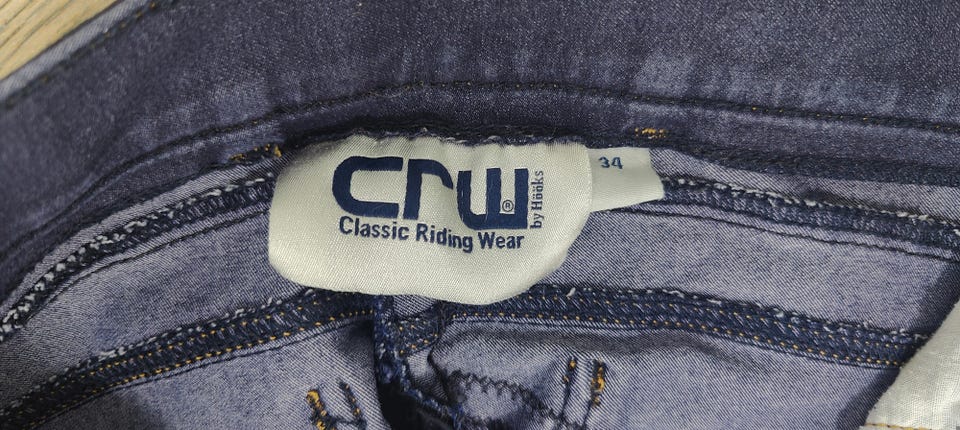 crw®
by Hööks
Classic Riding Wear
34